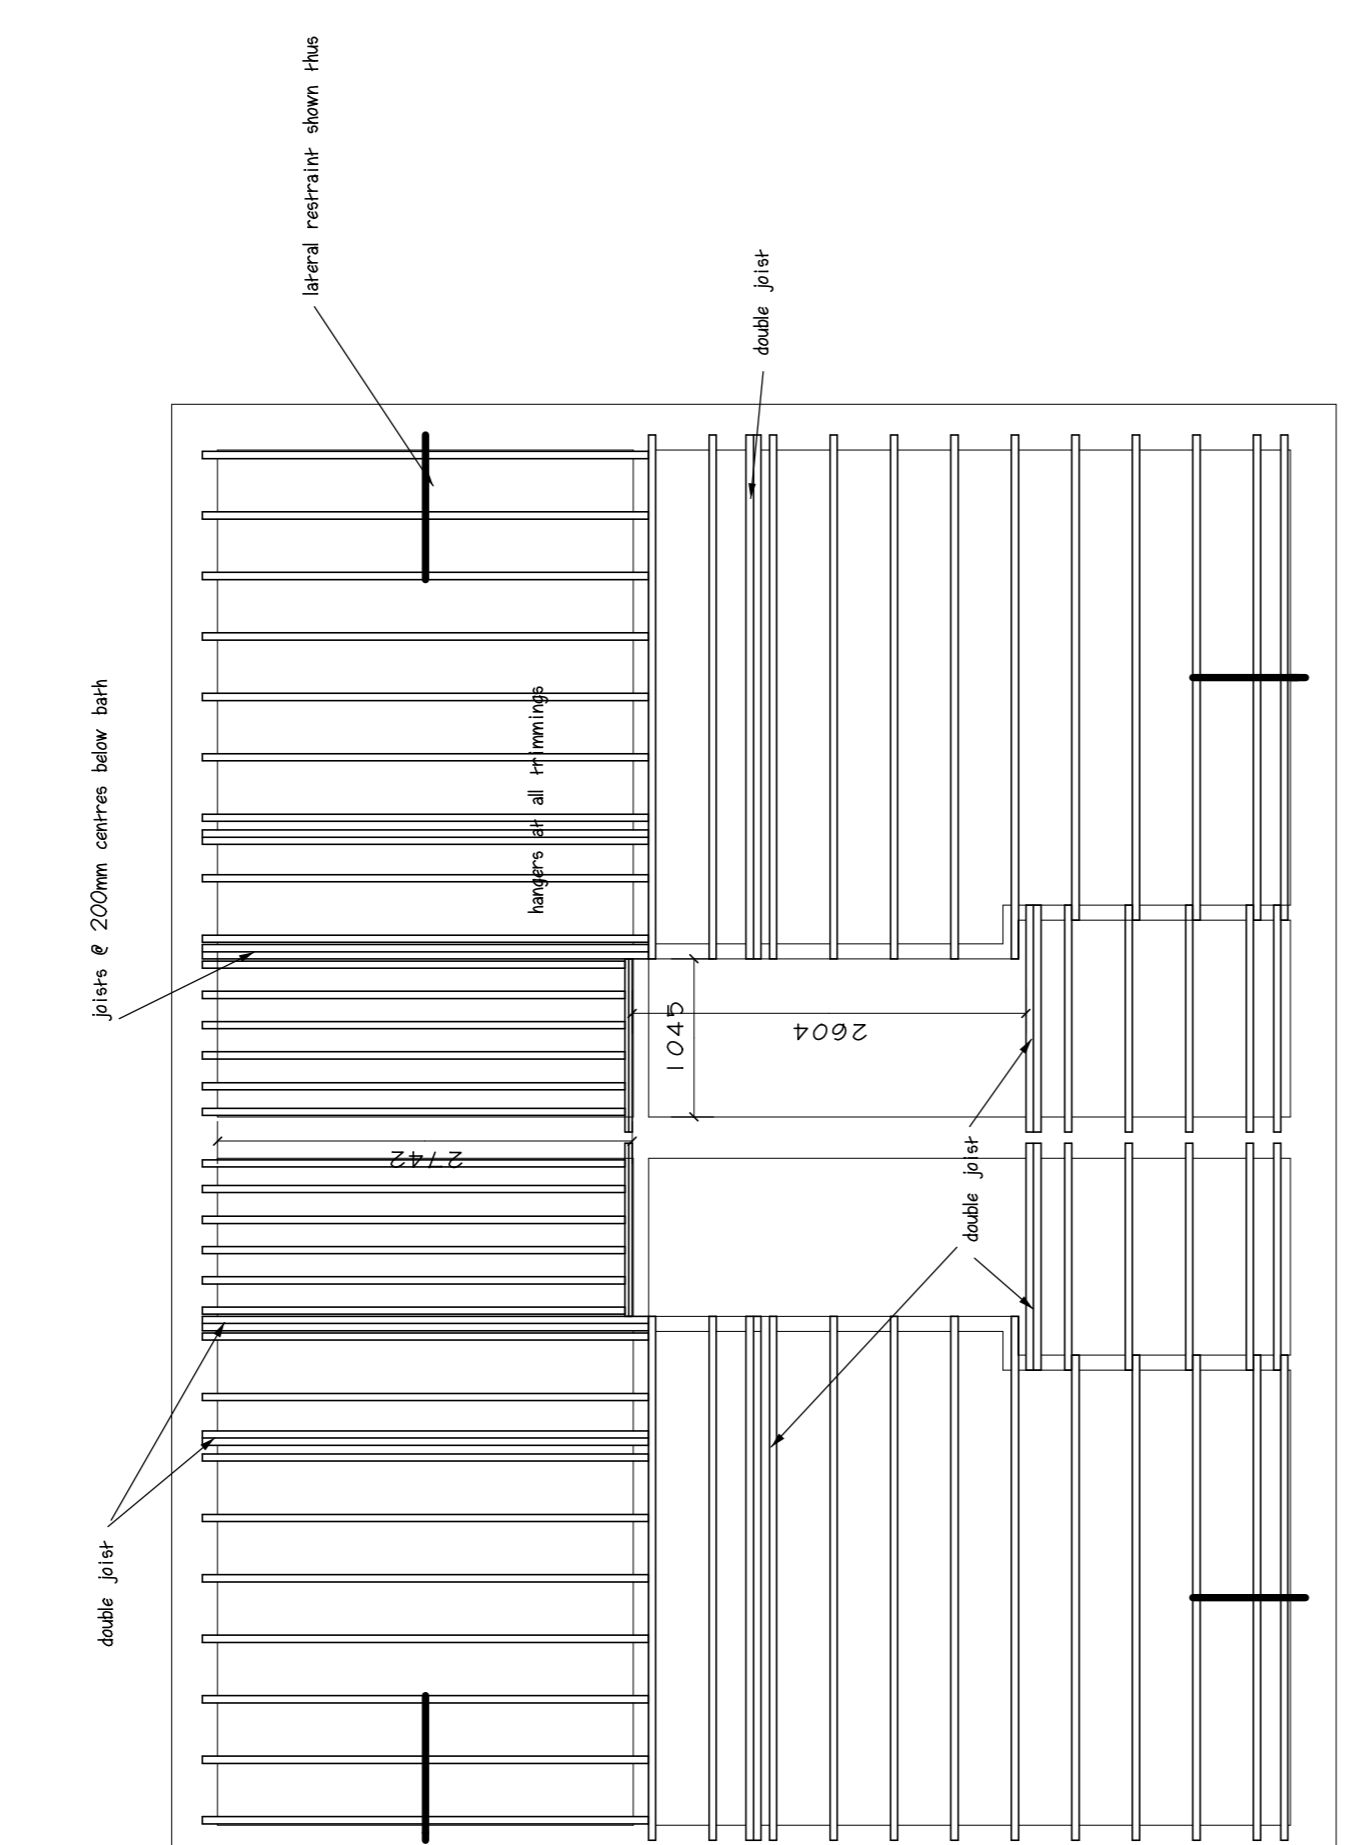 lateral restraint shown thus
double joist
joists @ 200mm centres below bath
hangers at all trimmings
1045
2604
2742
double joist
double joist